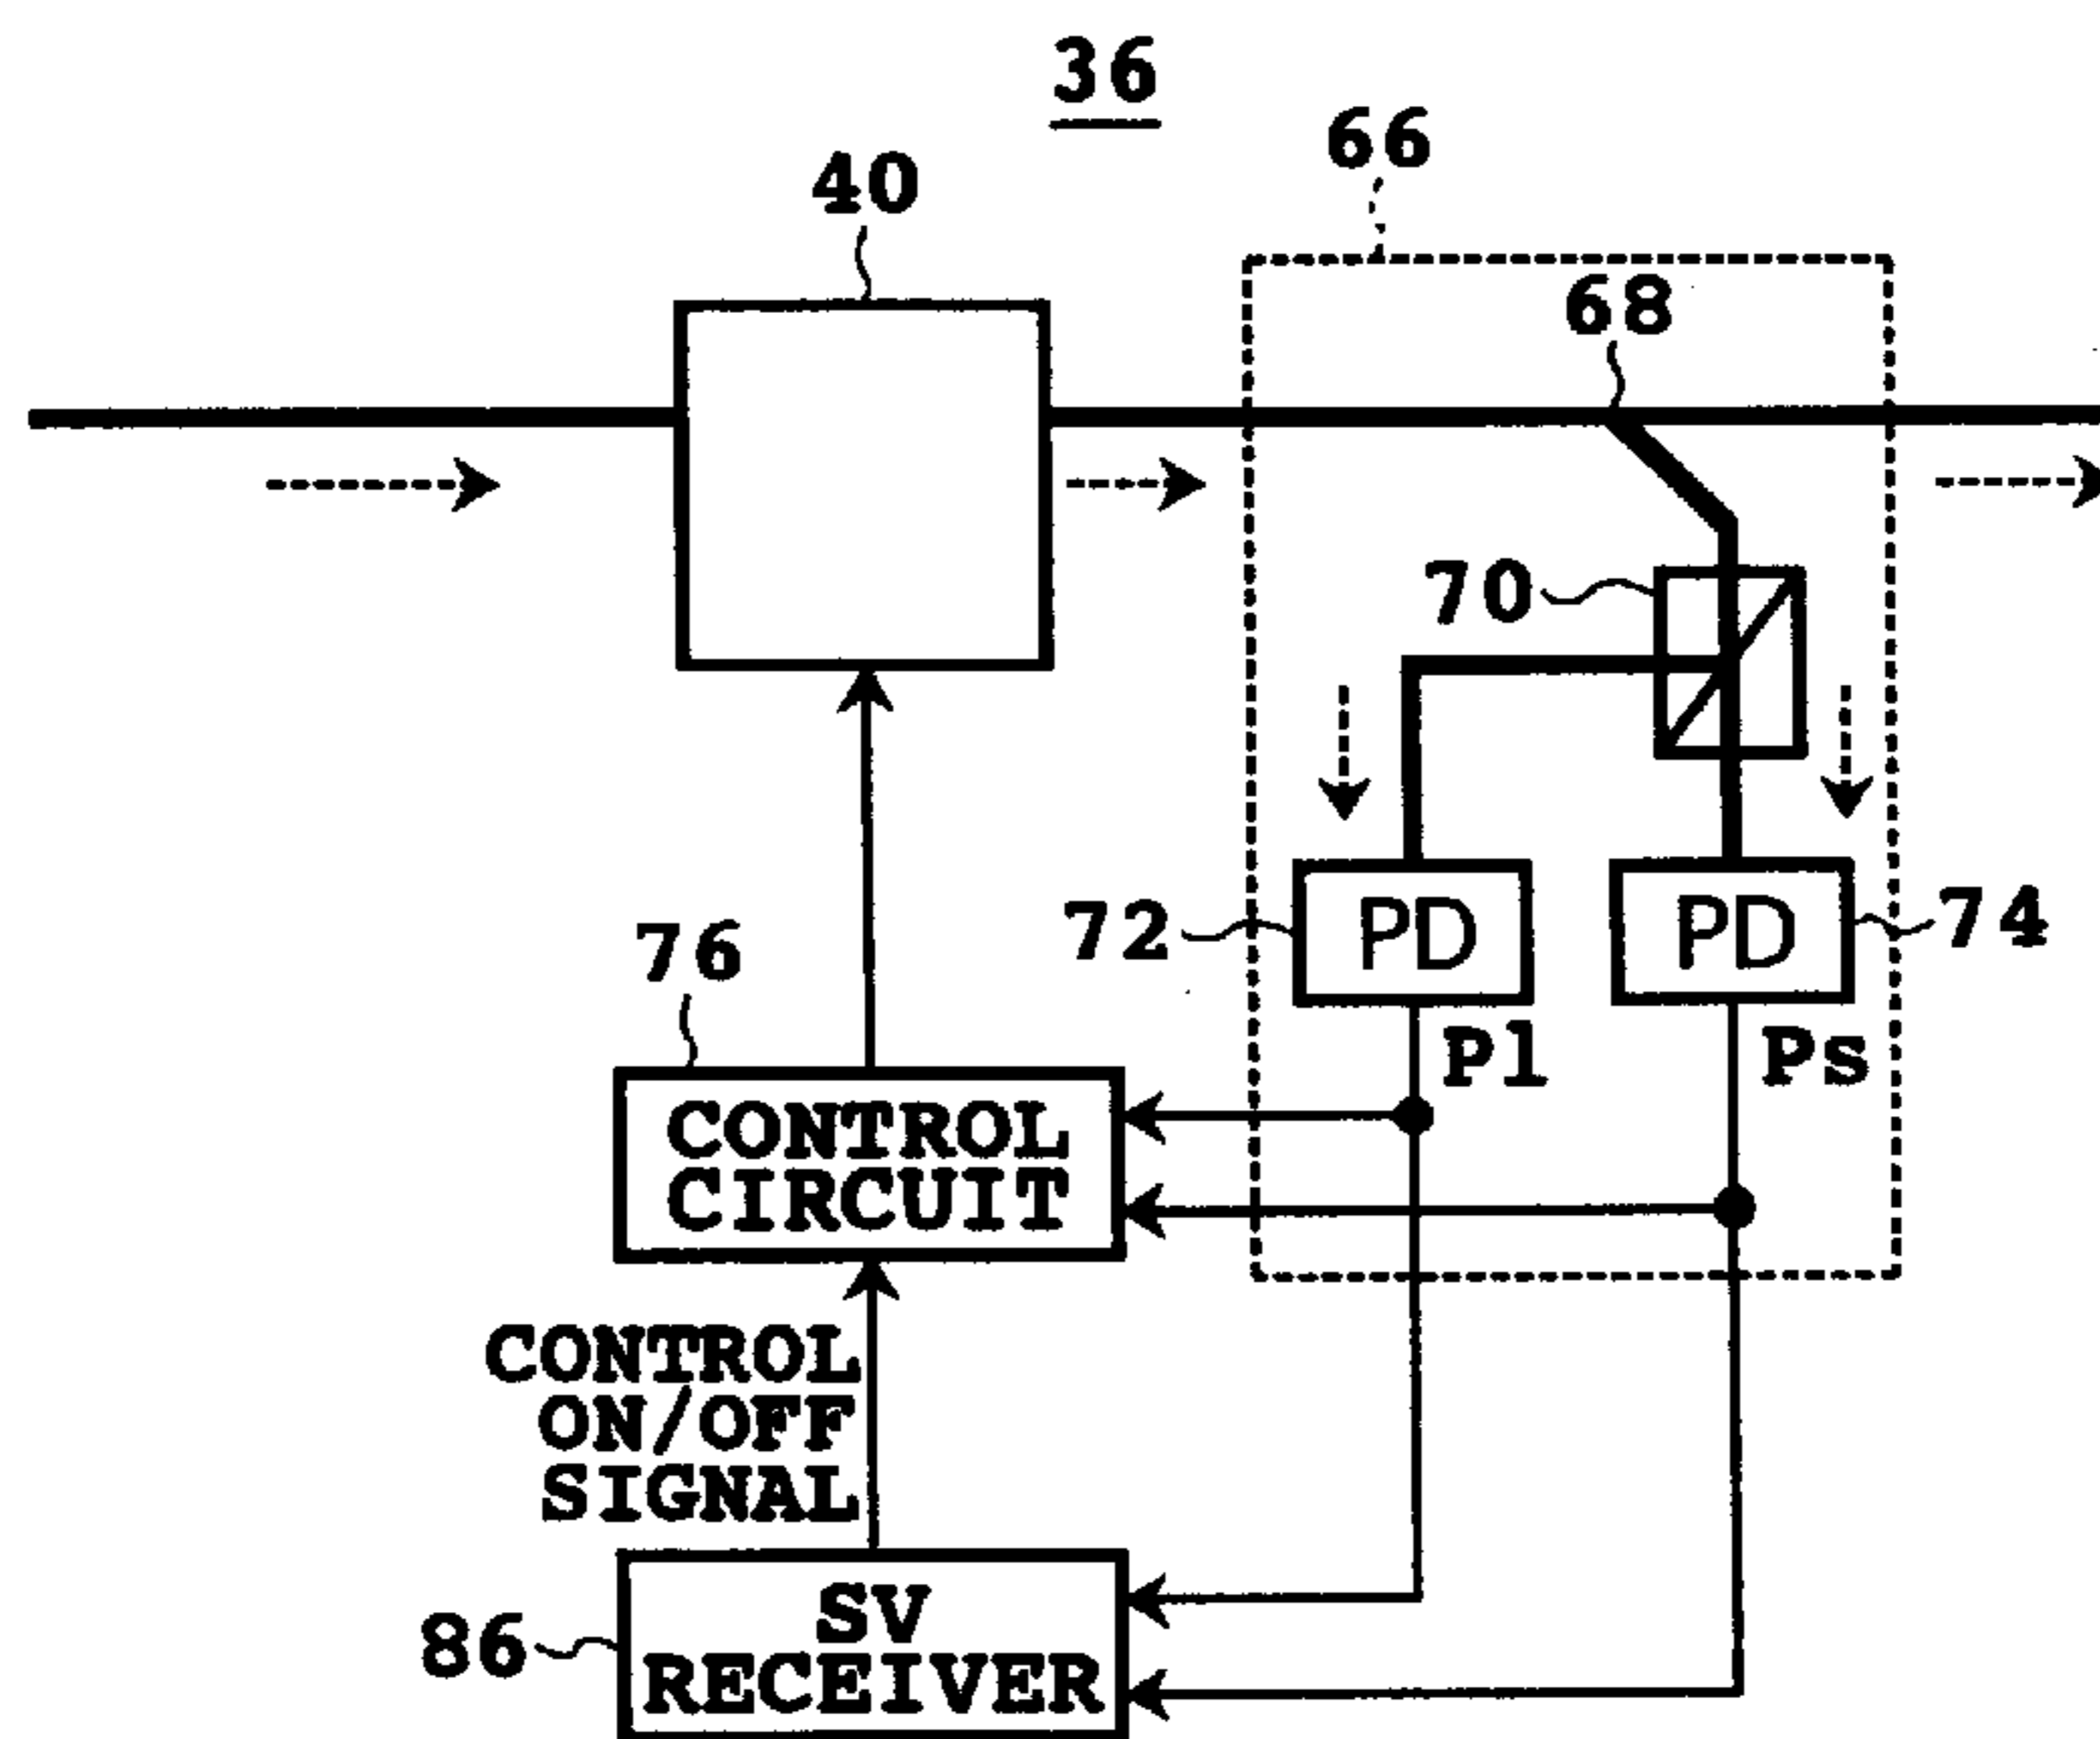 36
66
40
68
70
72
PD
PD
74
76
Pl
Ps
CONTROL
CIRCUIT
CONTROL
ON/OFF
SIGNAL
86
SV
RECEIVER